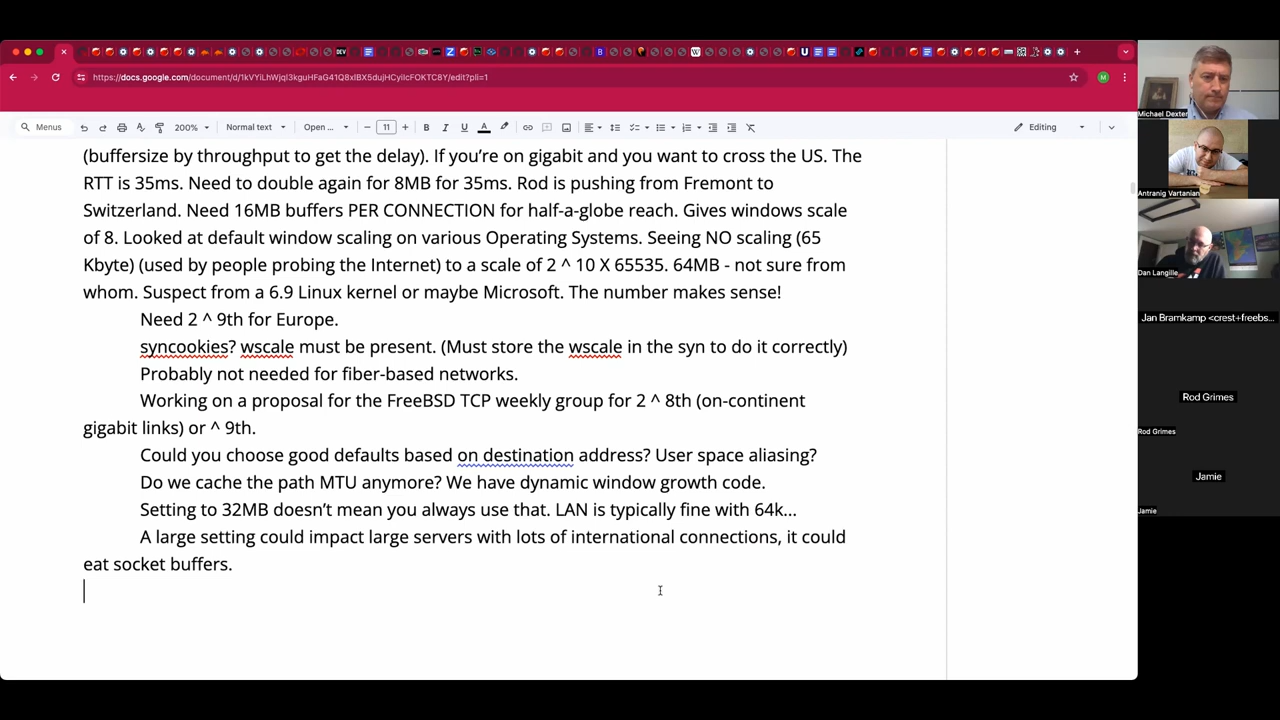 https://docs.google.com/document/d/1kVYiLhWjql3kguHFaG41Q8xlBX5dujHCyilcFOKTC8Y/edit?pli=1
Menus
200%
Normal text
Open ...
11
Editing
(buffersize by throughput to get the delay). If you’re on gigabit and you want to cross the US. The
RTT is 35ms. Need to double again for 8MB for 35ms. Rod is pushing from Fremont to
Switzerland. Need 16MB buffers PER CONNECTION for half-a-globe reach. Gives windows scale
of 8. Looked at default window scaling on various Operating Systems. Seeing NO scaling (65
Kbyte) (used by people probing the Internet) to a scale of 2 ^ 10 X 65535. 64MB - not sure from
whom. Suspect from a 6.9 Linux kernel or maybe Microsoft. The number makes sense!
Need 2 ^ 9th for Europe.
syncookies? wscale must be present. (Must store the wscale in the syn to do it correctly)
Probably not needed for fiber-based networks.
Working on a proposal for the FreeBSD TCP weekly group for 2 ^ 8th (on-continent
gigabit links) or ^ 9th.
Could you choose good defaults based on destination address? User space aliasing?
Do we cache the path MTU anymore? We have dynamic window growth code.
Setting to 32MB doesn’t mean you always use that. LAN is typically fine with 64k...
A large setting could impact large servers with lots of international connections, it could
eat socket buffers.
Michael Dexter
Antranig Vartanian
Dan Langille
Jan Bramkamp <crest+freebs...
Rod Grimes
Rod Grimes
Jamie
Jamie